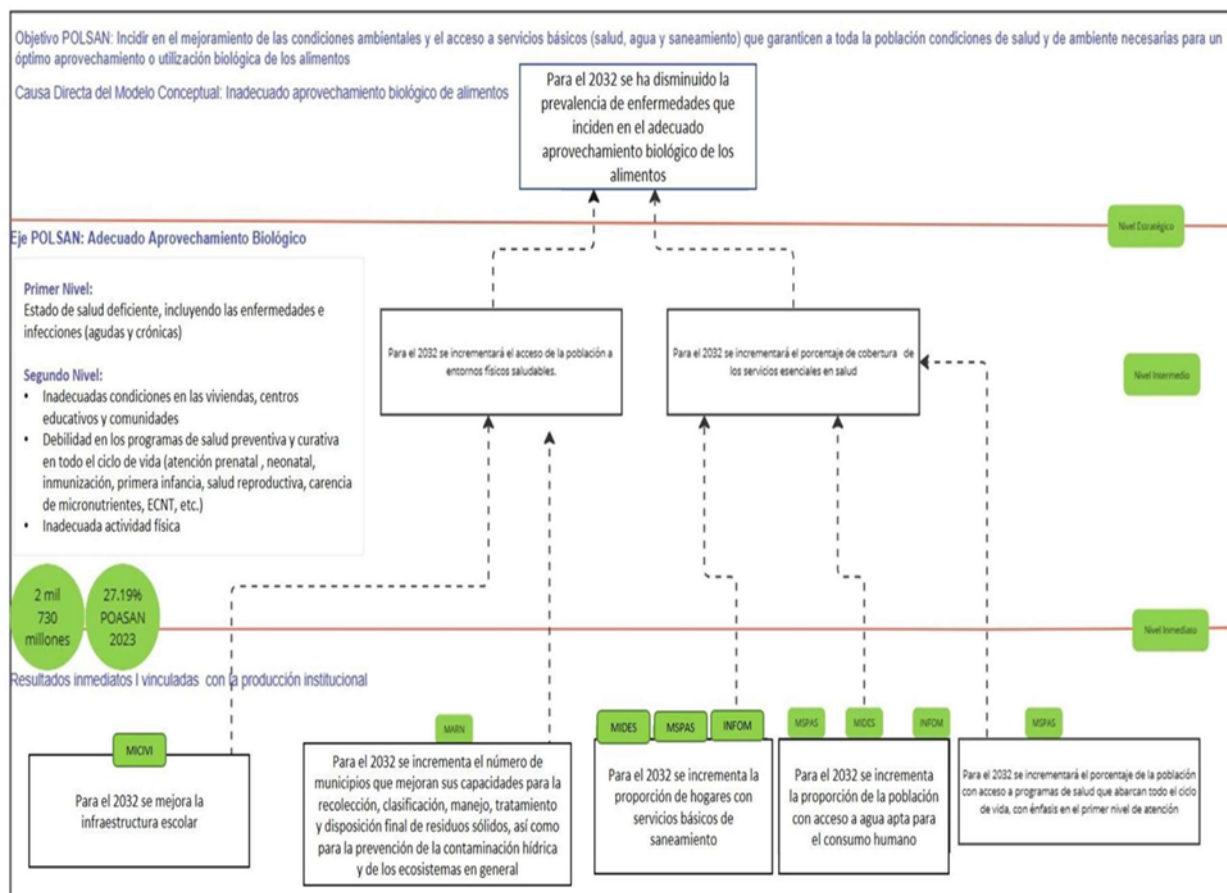 Objetivo POLSAN: Incidir en el mejoramiento de las condiciones ambientales y el acceso a servicios básicos (salud, agua y saneamiento) que garanticen a toda la población condiciones de salud y de ambiente necesarias para un
óptimo aprovechamiento o utilización biológica de los alimentos
Causa Directa del Modelo Conceptual: Inadecuado aprovechamiento biológico de alimentos
Para el 2032 se ha disminuido la
prevalencia de enfermedades que
inciden en el adecuado
aprovechamiento biológico de los
alimentos
Nivel Estratégico
Eje POLSAN: Adecuado Aprovechamiento Biológico
Primer Nivel:
Estado de salud deficiente, incluyendo las enfermedades e
infecciones (agudas y crónicas)
Segundo Nivel:
• Inadecuadas condiciones en las viviendas, centros
educativos y comunidades
• Debilidad en los programas de salud preventiva y curativa
en todo el ciclo de vida (atención prenatal , neonatal,
inmunización, primera infancia, salud reproductiva, carencia
de micronutrientes, ECNT, etc.)
• Inadecuada actividad física
Para el 2032 se incrementará el acceso de la población a
entornos físicos saludables.
Para el 2032 se incrementará el porcentaje de cobertura de
los servicios esenciales en salud
Nivel Intermedio
2 mil
730
millones
27.19%
POASAN
2023
Nivel Inmediato
Resultados inmediatos I vinculadas con la producción institucional
MICIVI
Para el 2032 se mejora la
infraestructura escolar
MARN
Para el 2032 se incrementa el número de
municipios que mejoran sus capacidades para la
recolección, clasificación, manejo, tratamiento
y disposición final de residuos sólidos, así como
para la prevención de la contaminación hídrica
y de los ecosistemas en general
MIDES
MSPAS
INFOM
Para el 2032 se incrementa la
proporción de hogares con
servicios básicos de
saneamiento
MSPAS
MIDES
INFOM
Para el 2032 se incrementa
la proporción de la población
con acceso a agua apta para
el consumo humano
MSPAS
Para el 2032 se incrementará el porcentaje de la población
con acceso a programas de salud que abarcan todo el ciclo
de vida, con énfasis en el primer nivel de atención